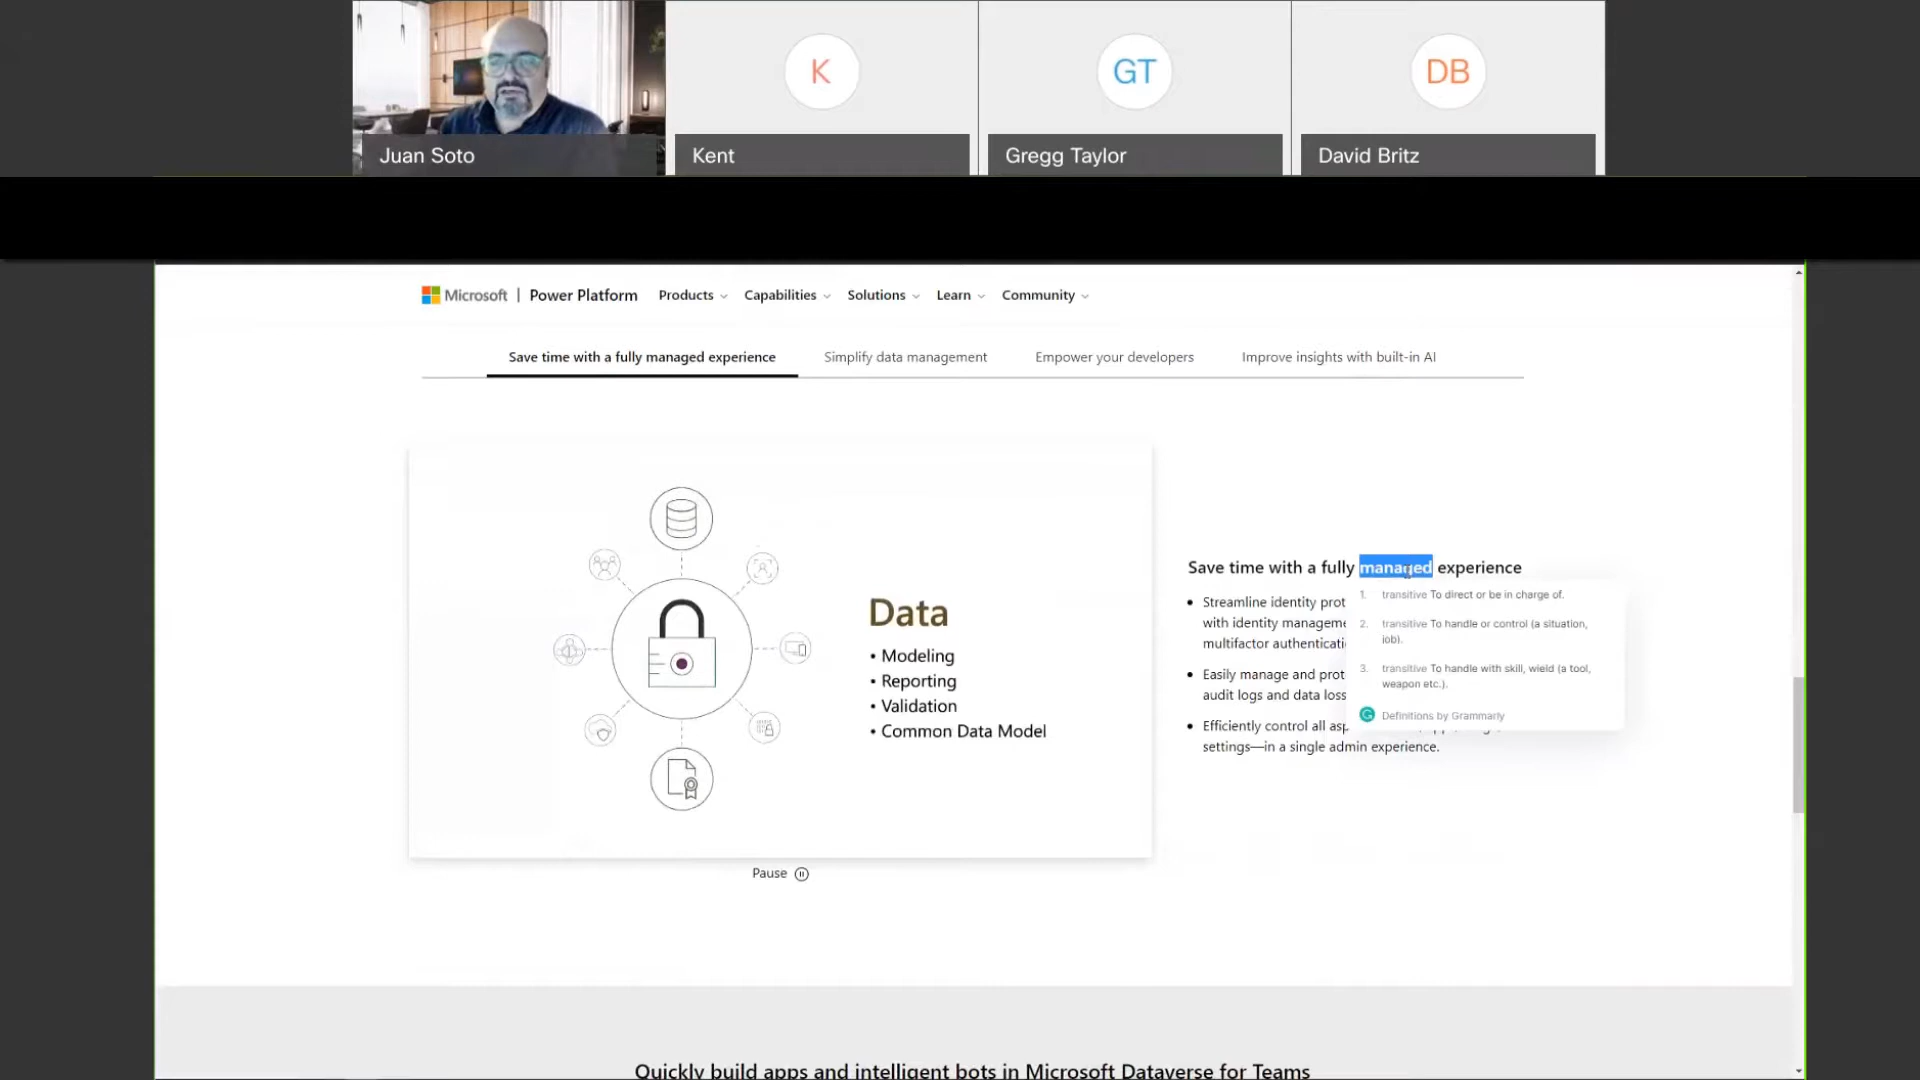 K
GT
DB
Juan Soto
Kent
Gregg Taylor
David Britz
Microsoft | Power Platform Products Capabilities Solutions Learn Community
Save time with a fully managed experience
Simplify data management
Empower your developers
Improve insights with built-in AI
Data
• Modeling
• Reporting
• Validation
• Common Data Model
Pause
Save time with a fully managed experience
• Streamline identity
with identity
multifactor
• Easily manage and
audit logs and data loss
• Efficiently control all
settings—in a single admin experience.
1. transitive To direct or be in charge of.
2. transitive To handle or control (a situation,
job).
3. transitive To handle with skill, wield (a tool,
weapon etc.).
G Definitions by Grammarly
Quickly build apps and intelligent bots in Microsoft Dataverse for Teams